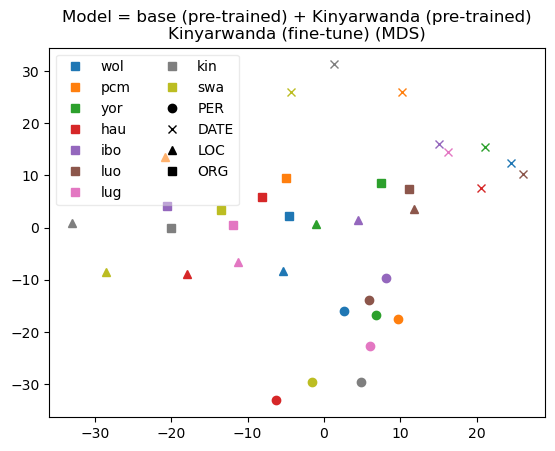 Model = base (pre-trained) + Kinyarwanda (pre-trained)
Kinyarwanda (fine-tune) (MDS)
wol kin
pcm swa
yor PER
hau DATE
ibo LOC
luo ORG
lug
30
20
10
0
−10
−20
−30
−30 −20 −10 0 10 20